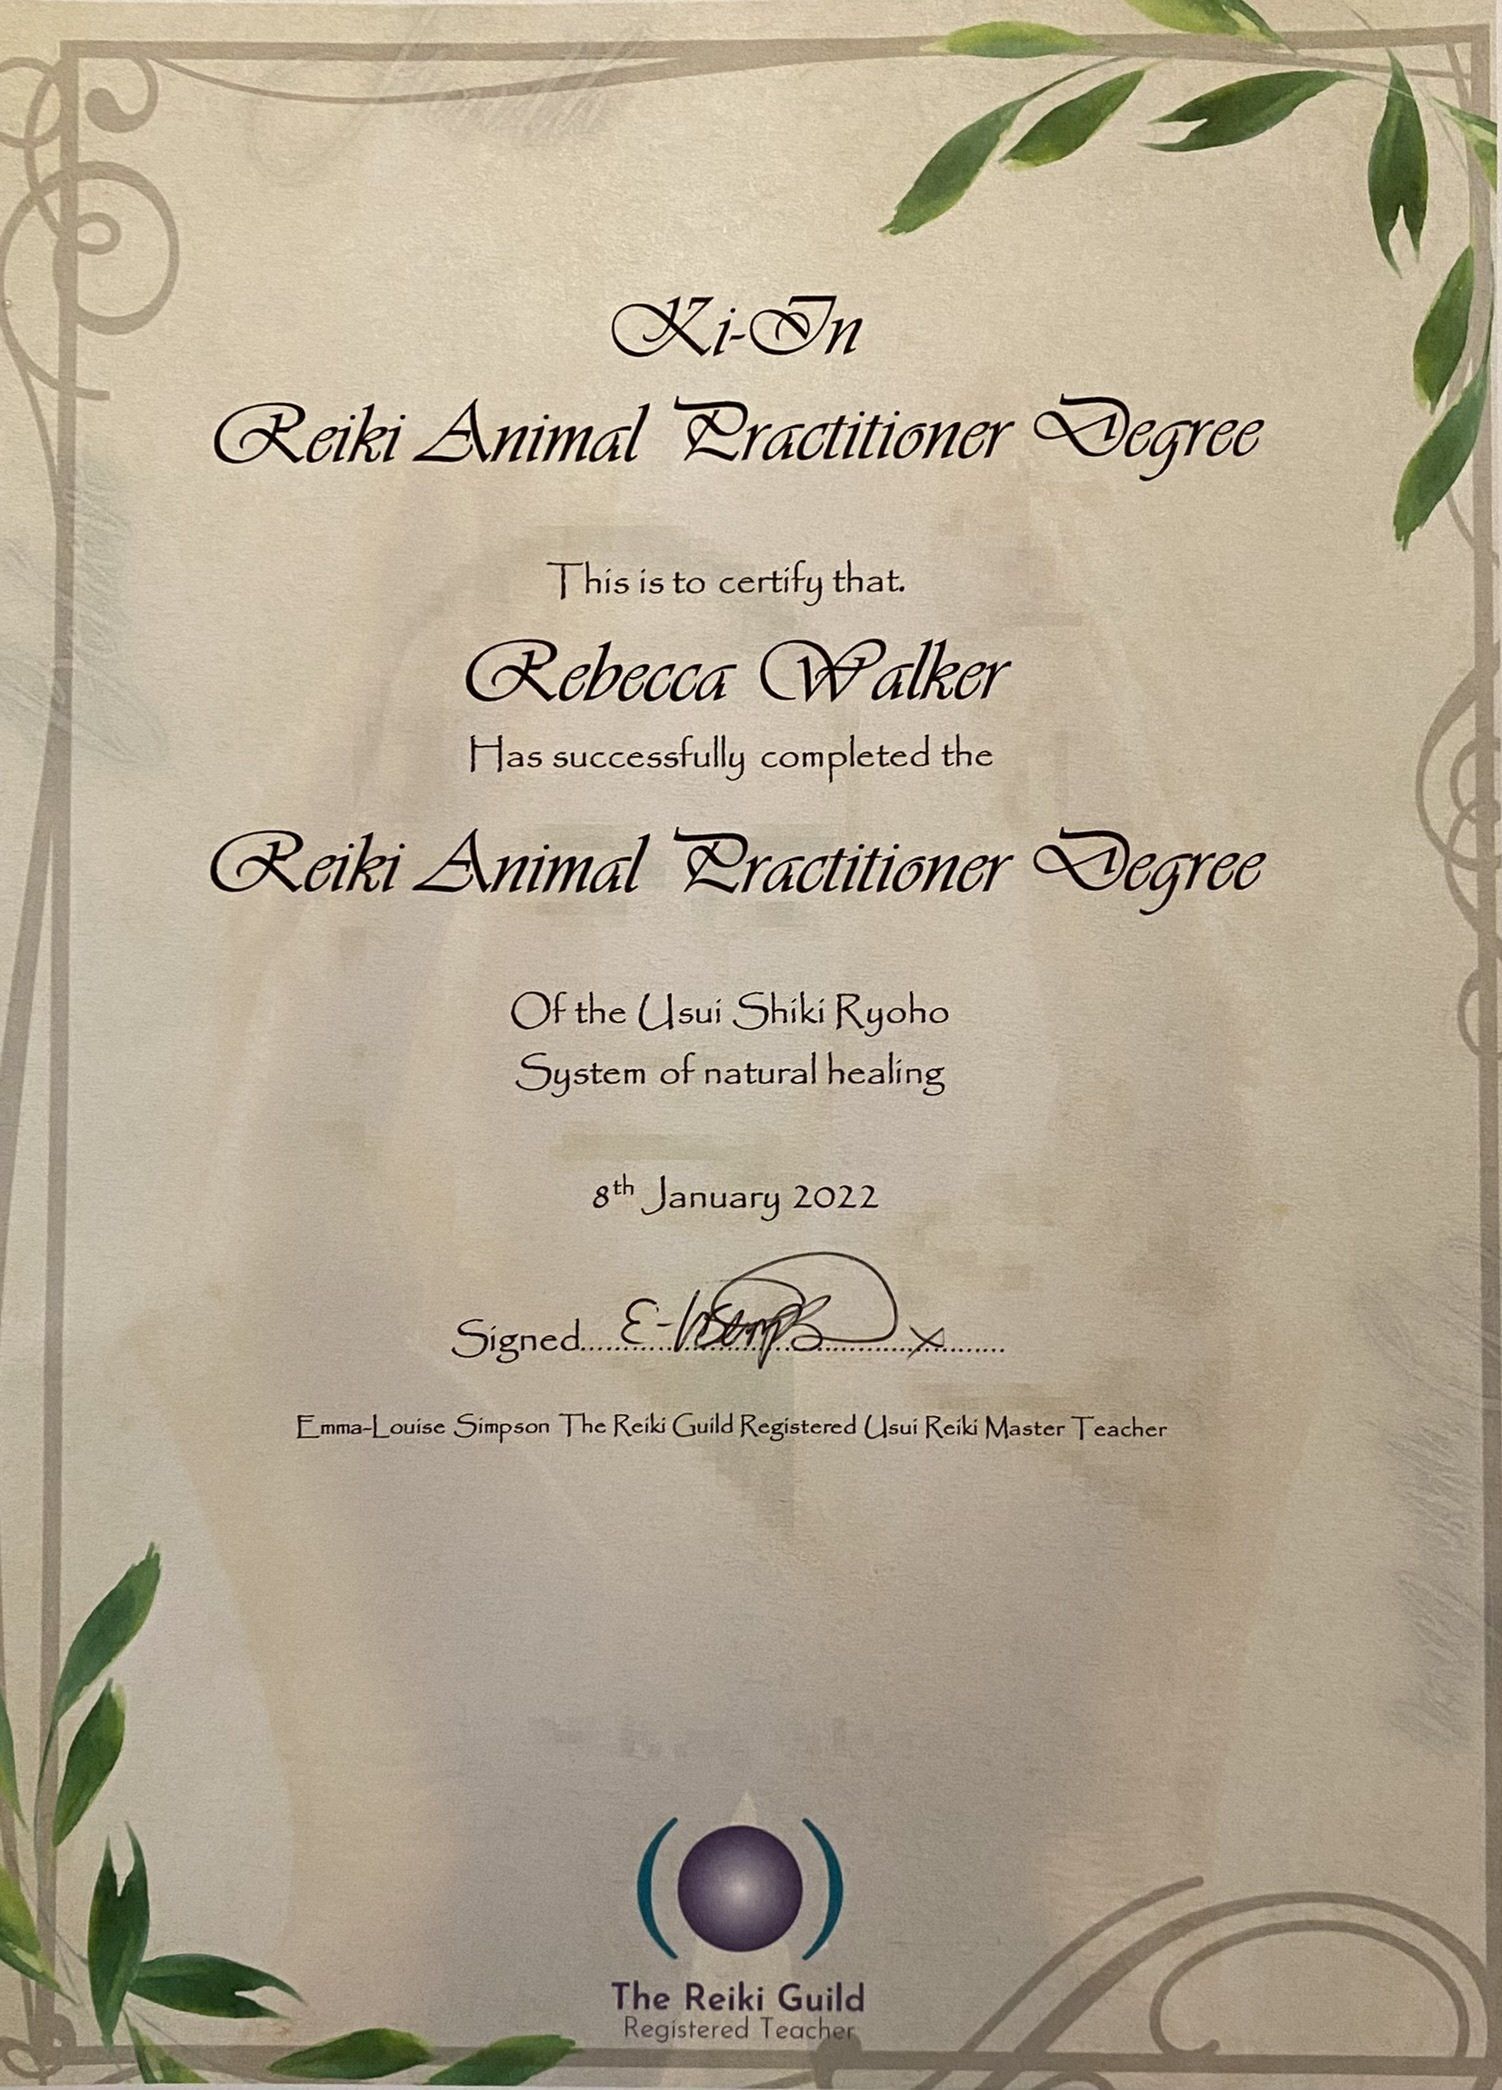 Ki-In
Reiki Animal Practitioner Degree
This is to certify that.
Rebecca Walker
Has successfully completed the
Reiki Animal Practitioner Degree
Of the Usui Shiki Ryoho
System of natural healing
8th January 2022
Signed..............................
Emma-Louise Simpson The Reiki Guild Registered Usui Reiki Master Teacher
The Reiki Guild
Registered Teacher